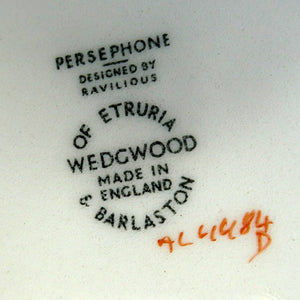 PERSEPHONE
DESIGNED BY
RAVILIOUS
OF ETRURIA
WEDGWOOD
MADE IN
ENGLAND
& BARLASTON
AL4484
D